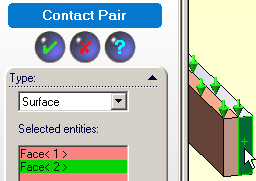 Contact Pair
?
Type:
Surface
Selected entities:
Face< 1 >
Face< 2 >